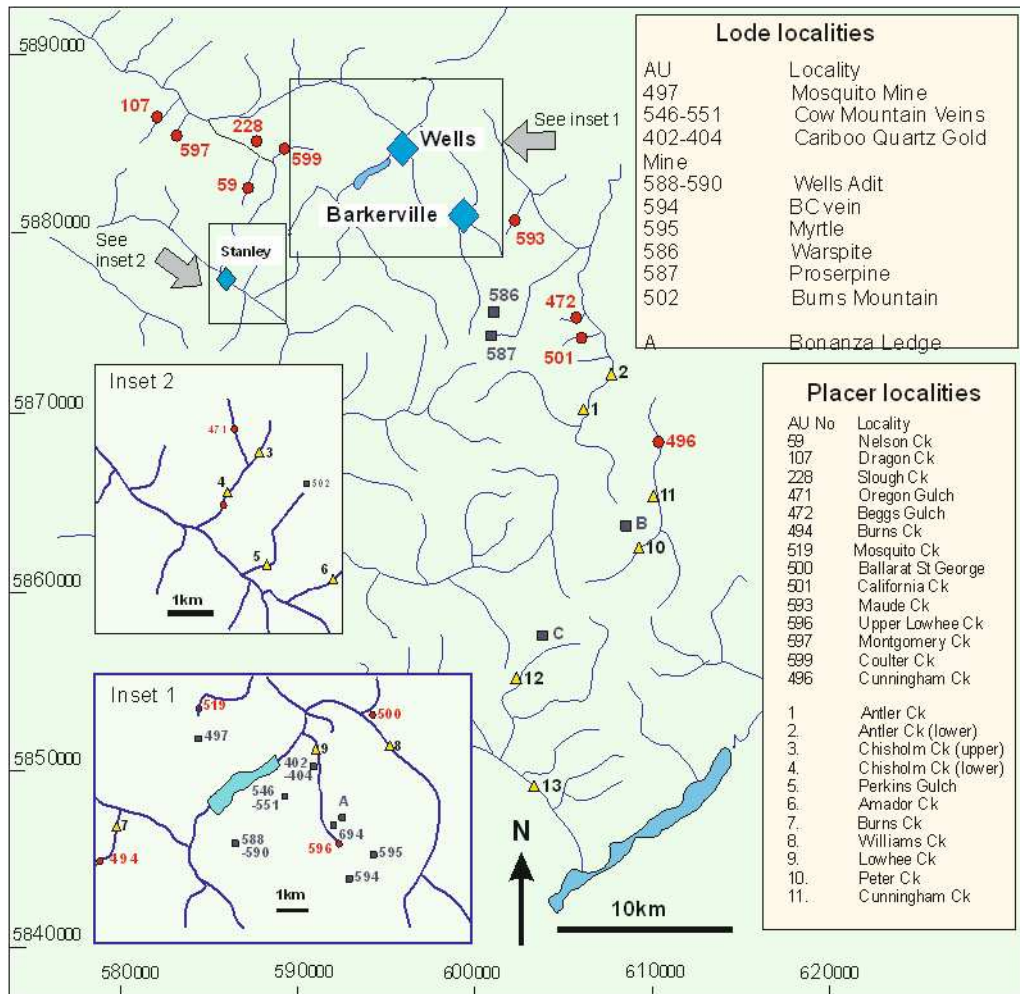 5890000
5880000
5870000
5860000
5850000
5840000
580000
590000
600000
610000
620000
107
597
228
599
59
Wells
Barkerville
See inset 1
See
inset 2
Stanley
593
586
587
472
501
2
1
496
11
B
10
C
12
13
N
10km
Inset 2
471
3
4
502
5
6
1km
Inset 1
519
497
500
8
9
402
-404
546
-551
A
694
588
-590
596
595
594
7
494
1km
Lode localities
AU Locality
497 Mosquito Mine
546-551 Cow Mountain Veins
402-404 Cariboo Quartz Gold
Mine
588-590 Wells Adit
594 BC vein
595 Myrtle
586 Warspite
587 Proserpine
502 Burns Mountain
A Bonanza Ledge
Placer localities
AU No Locality
59 Nelson Ck
107 Dragon Ck
228 Slough Ck
471 Oregon Gulch
472 Beggs Gulch
494 Burns Ck
519 Mosquito Ck
500 Ballarat St George
501 California Ck
593 Maude Ck
596 Upper Lowhee Ck
597 Montgomery Ck
599 Coulter Ck
496 Cunningham Ck
1 Antler Ck
2. Antler Ck (lower)
3. Chisholm Ck (upper)
4. Chisholm Ck (lower)
5. Perkins Gulch
6. Amador Ck
7. Burns Ck
8. Williams Ck
9. Lowhee Ck
10. Peter Ck
11. Cunningham Ck